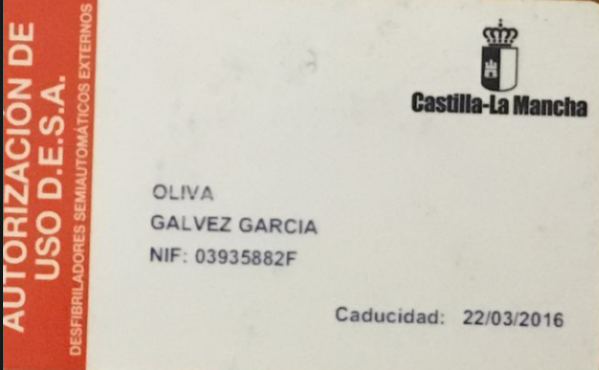 AUTORIZACIÓN DE
USO D.E.S.A.
DESFIBRILADORES SEMIAUTOMÁTICOS EXTERNOS
Castilla-La Mancha
OLIVA
GALVEZ GARCIA
NIF: 03935882F
Caducidad: 22/03/2016